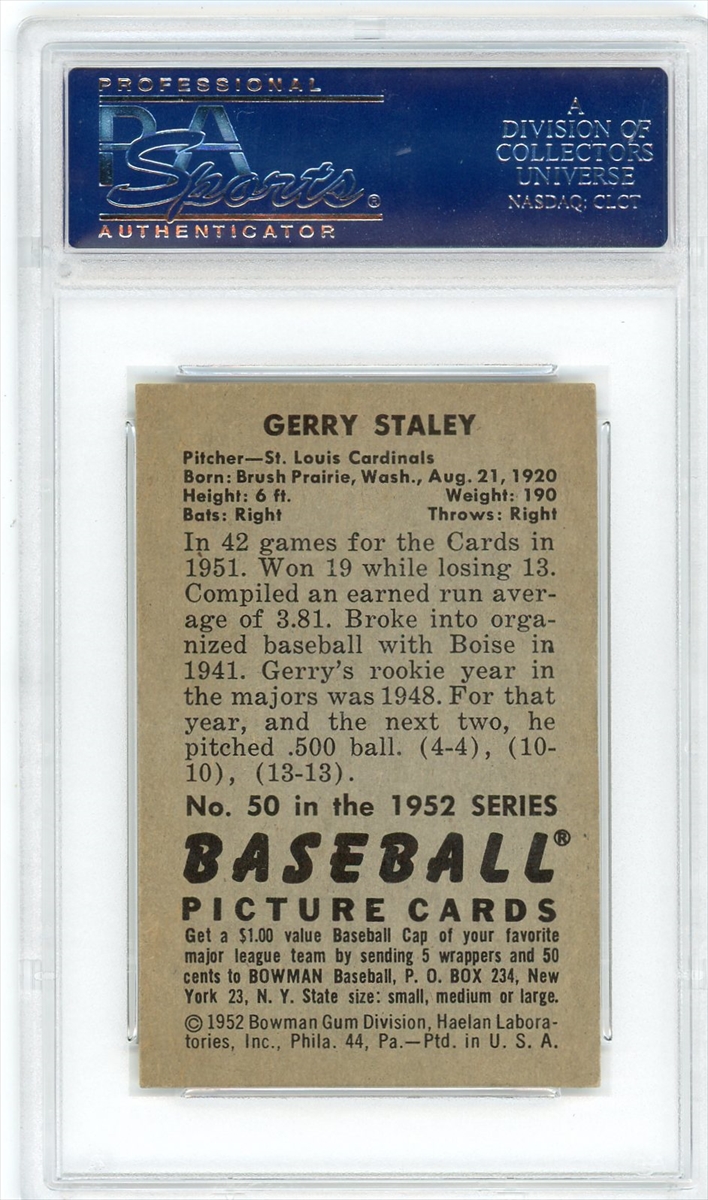 PROFESSIONAL
PSA
Sports®
AUTHENTICATOR
A
DIVISION OF
COLLECTORS
UNIVERSE
NASDAQ: CLCT
GERRY STALEY
Pitcher—St. Louis Cardinals
Born: Brush Prairie, Wash., Aug. 21, 1920
Height: 6 ft. Weight: 190
Bats: Right Throws: Right
In 42 games for the Cards in
1951. Won 19 while losing 13.
Compiled an earned run aver-
age of 3.81. Broke into orga-
nized baseball with Boise in
1941. Gerry's rookie year in
the majors was 1948. For that
year, and the next two, he
pitched .500 ball. (4-4), (10-
10), (13-13).
No. 50 in the 1952 SERIES
BASEBALL®
PICTURE CARDS
Get a $1.00 value Baseball Cap of your favorite
major league team by sending 5 wrappers and 50
cents to BOWMAN Baseball, P. O. BOX 234, New
York 23, N. Y. State size: small, medium or large.
© 1952 Bowman Gum Division, Haelan Labora-
tories, Inc., Phila. 44, Pa.—Ptd. in U. S. A.